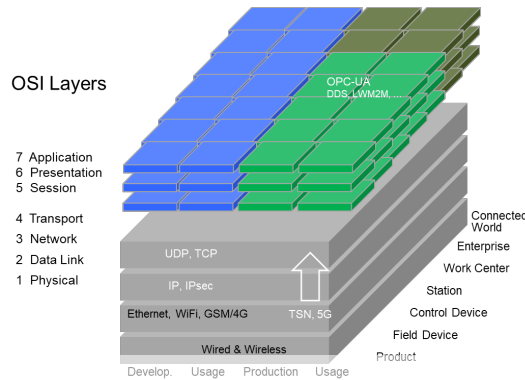 OSI Layers
OPC-UA
DDS, LWM2M, ...
7 Application
6 Presentation
5 Session
4 Transport
3 Network
2 Data Link
1 Physical
UDP, TCP
IP, IPsec
Ethernet, WiFi, GSM/4G
TSN, 5G
Wired & Wireless
Connected
World
Enterprise
Work Center
Station
Control Device
Field Device
Product
Develop. Usage Production Usage